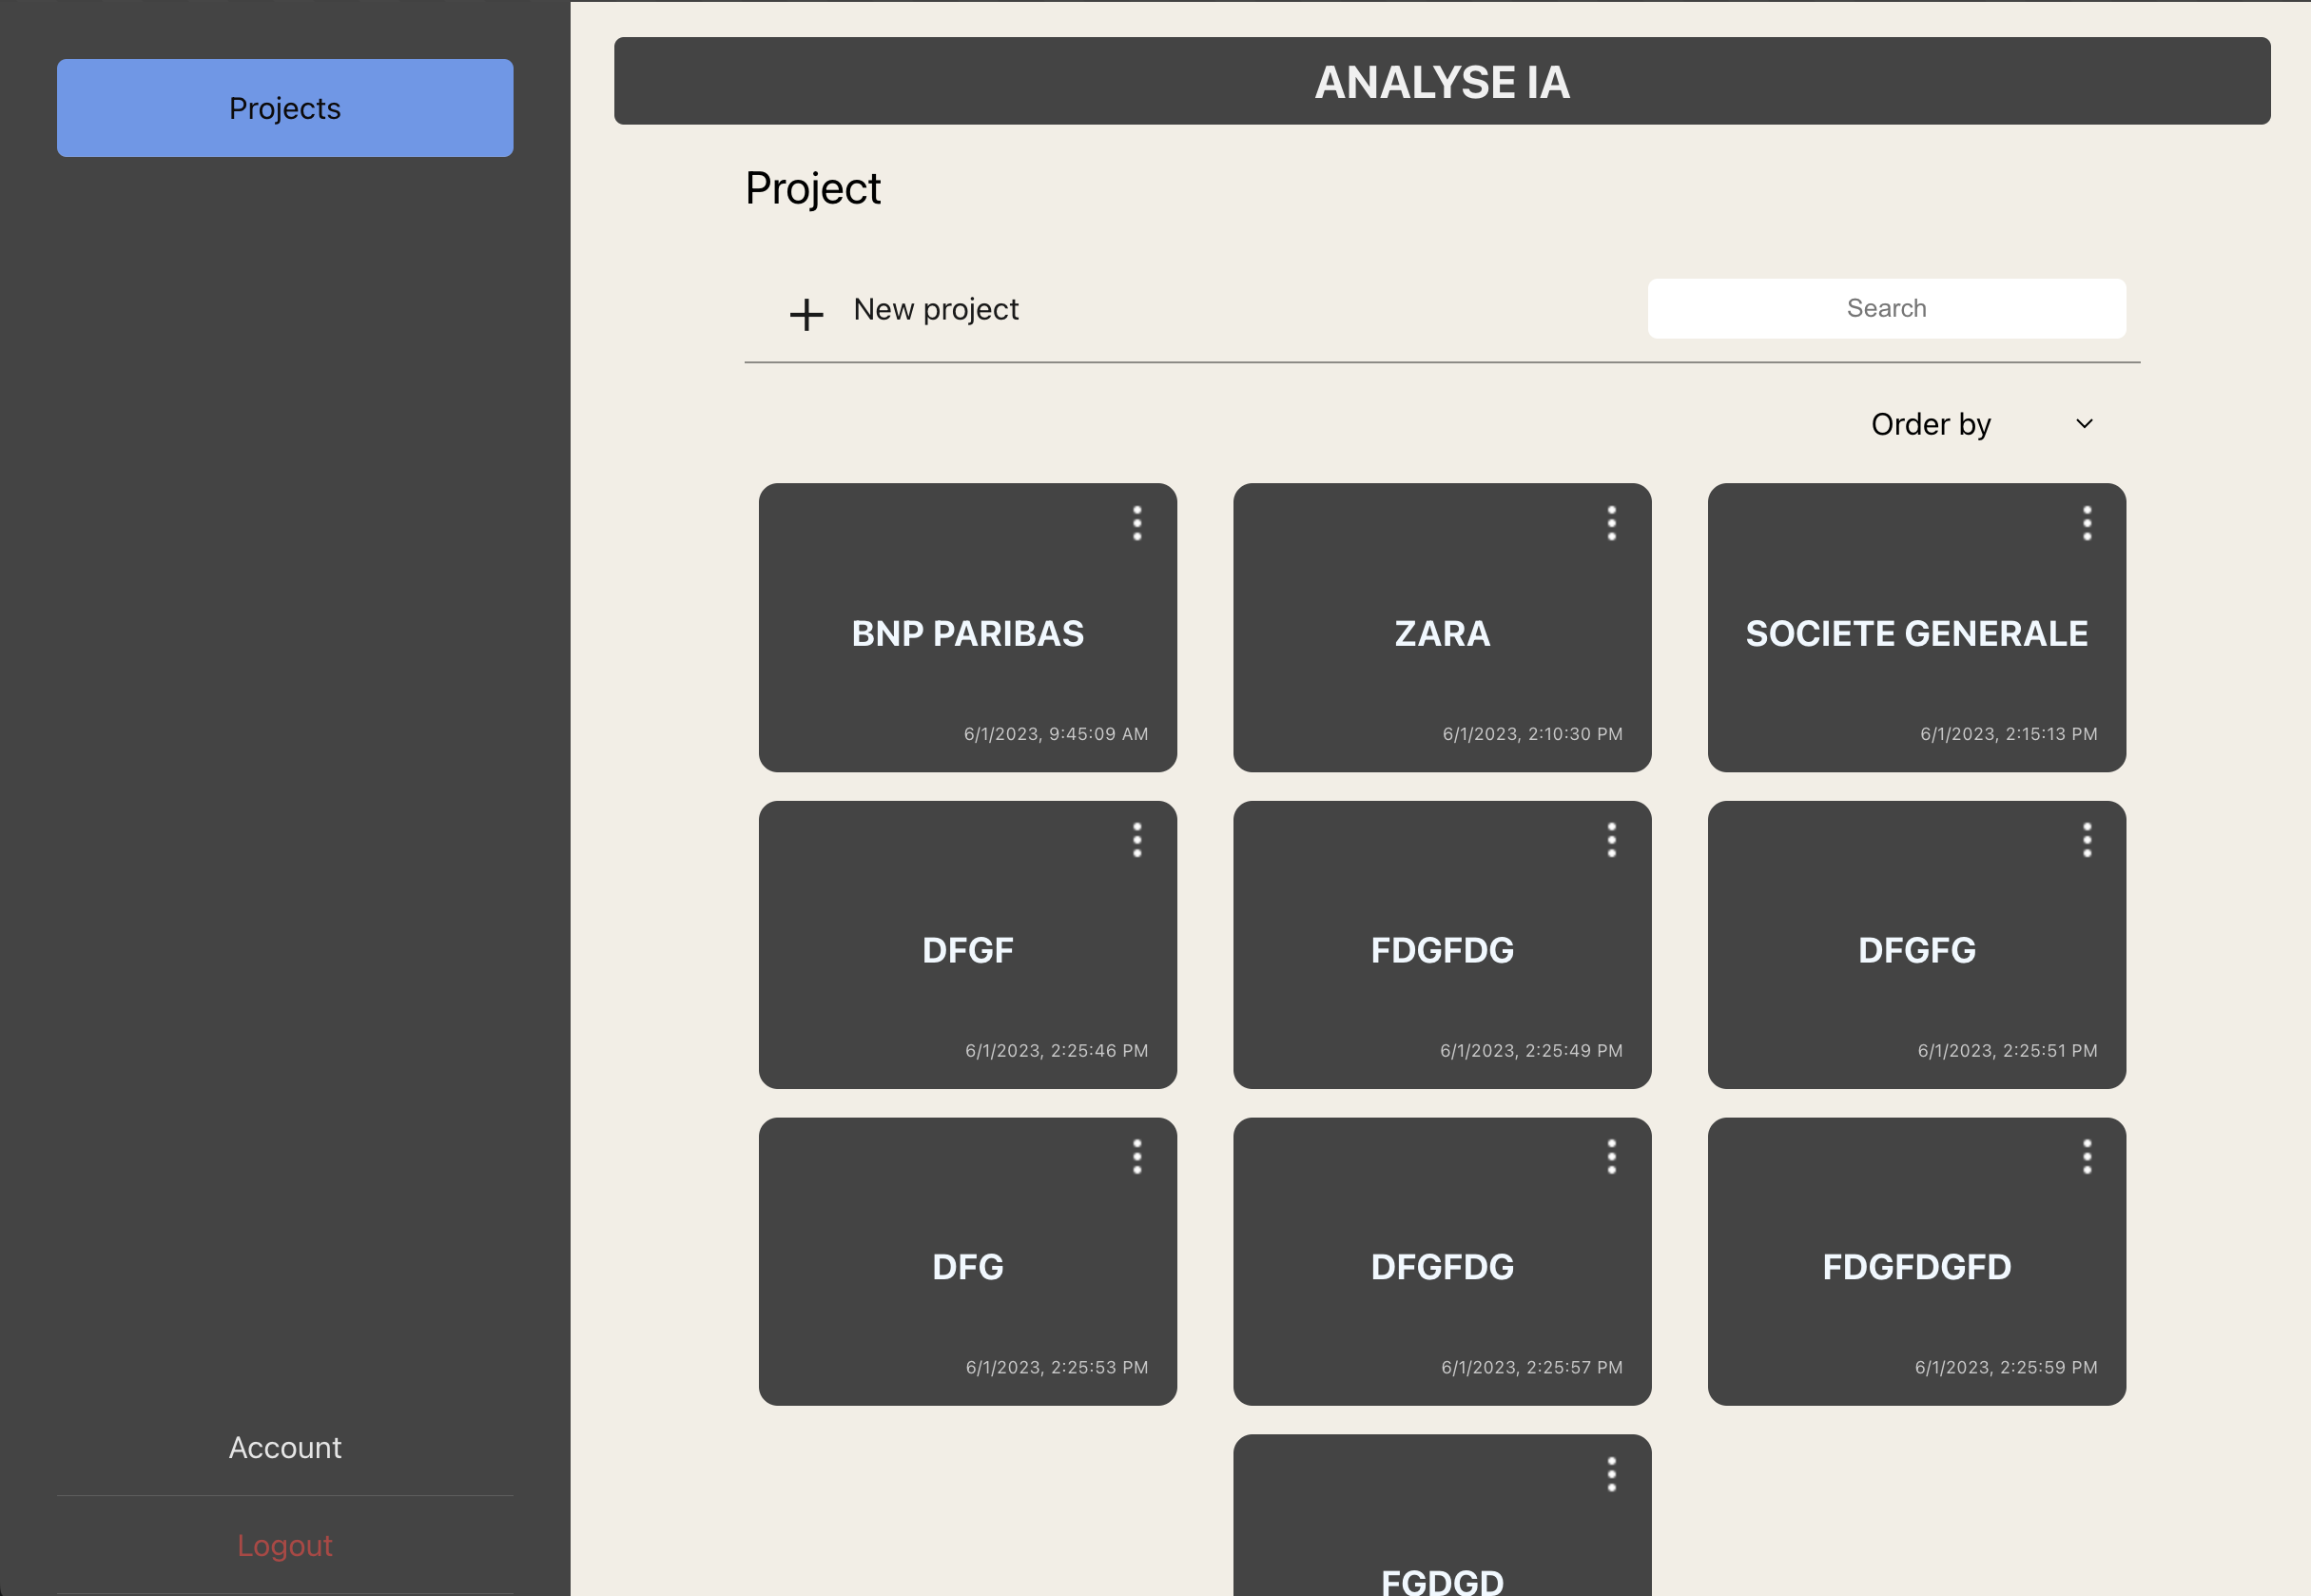 Projects
Account
Logout
ANALYSE IA
Project
New project
Search
Order by
BNP PARIBAS
6/1/2023, 9:45:09 AM
ZARA
6/1/2023, 2:10:30 PM
SOCIETE GENERALE
6/1/2023, 2:15:13 PM
DFGF
6/1/2023, 2:25:46 PM
FDGFDG
6/1/2023, 2:25:49 PM
DFGFG
6/1/2023, 2:25:51 PM
DFG
6/1/2023, 2:25:53 PM
DFGFDG
6/1/2023, 2:25:57 PM
FDGFDGFD
6/1/2023, 2:25:59 PM
FGDGD